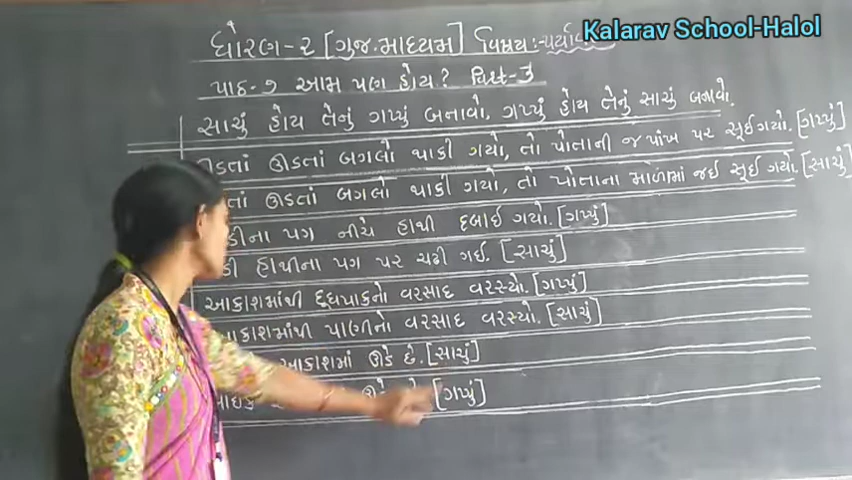 Kalarav School-Halol
ધોરણ-૨ [ગુજ.માધ્યમ] વિષય:-પર્યાવ
પાઠ-૭ આમ પણ હોય? વિડી-3
સાચું હોય તેનું ગપ્પું બનાવો, ગપ્પું હોય તેનું સાચું બનાવો.
ઊડતાં ઊડતાં બગલો થાકી ગયો, તો પોતાની જ પાંખ પર સૂઈ ગયો. [ગપ્પું]
ઊડતાં બગલો થાકી ગયો, તો પોતાના માળામાં જઈ સૂઈ ગયો. [સાચું]
પગ નીચે હાથી દબાઈ ગયો. [ગપ્પું]
હાથીના પગ પર ચઢી ગઈ. [સાચું]
આકાશમાંથી દૂધપાકનો વરસાદ વરસ્યો. [ગપ્પું]
આકાશમાંથી પાણીનો વરસાદ વરસ્યો. [સાચું]
આકાશમાં ઊડે છે. [સાચું]
[ગપ્પું]